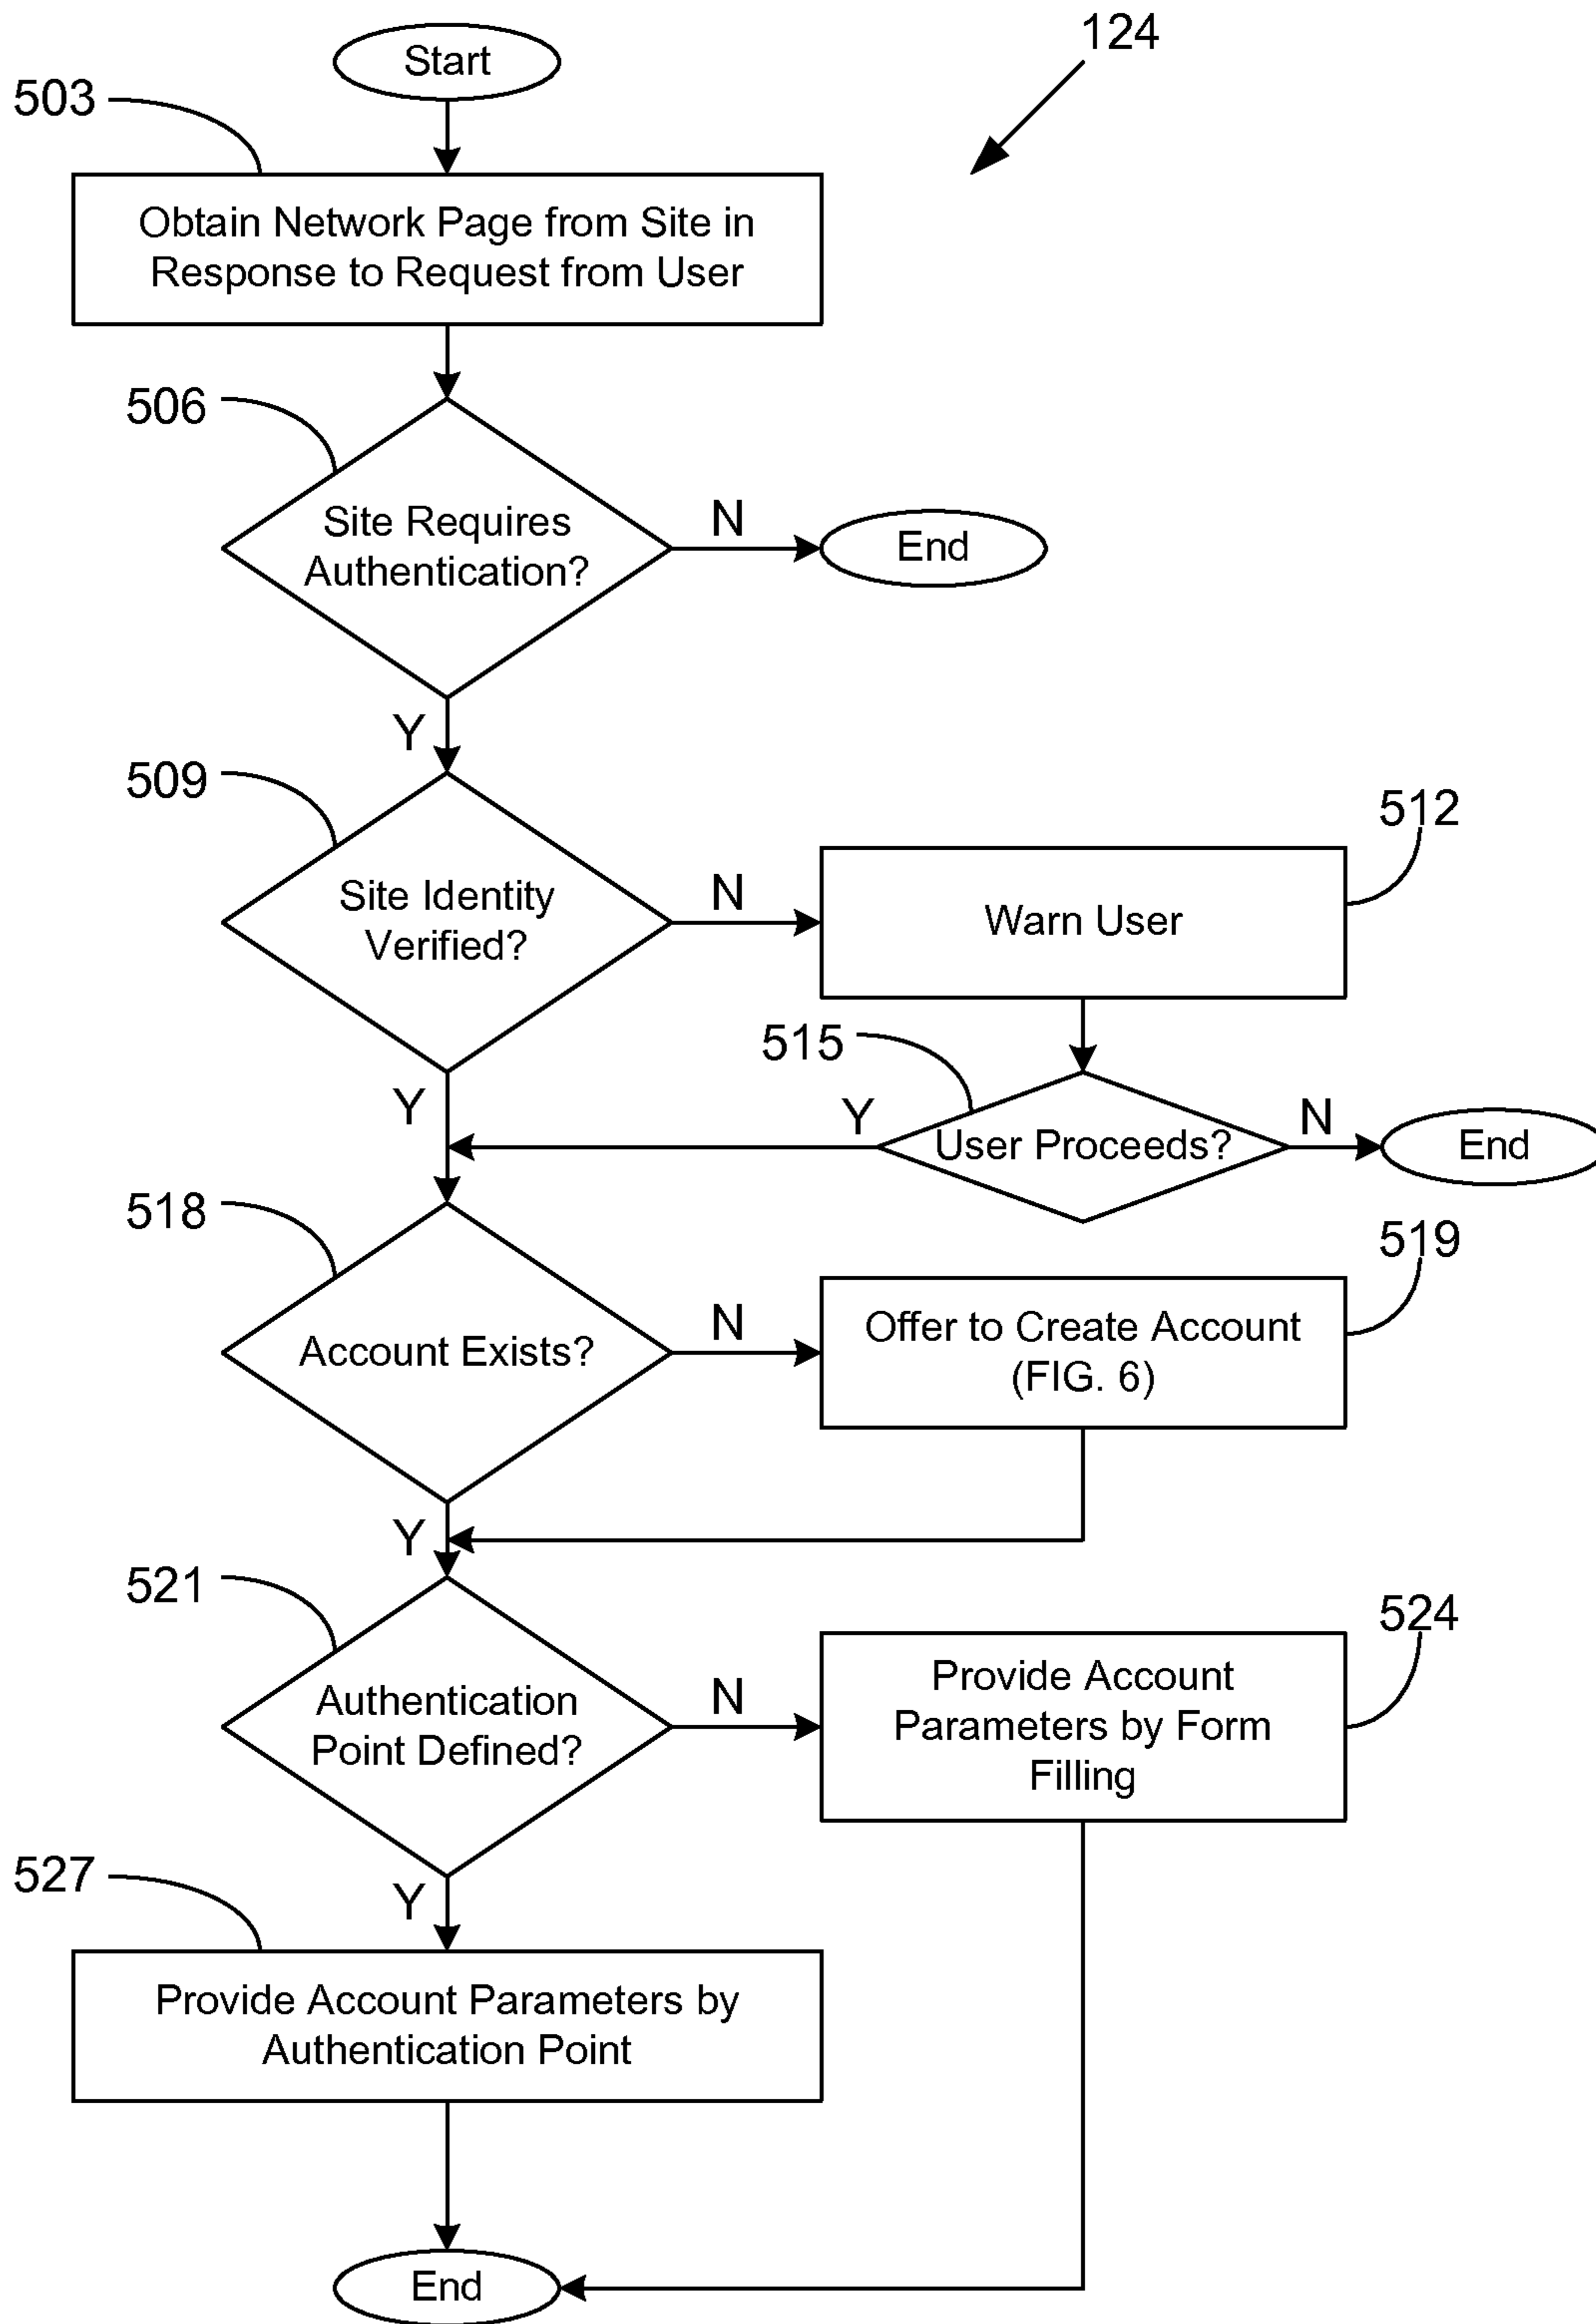 Start
124
503
Obtain Network Page from Site in
Response to Request from User
506
Site Requires
Authentication?
N
End
Y
509
Site Identity
Verified?
N
512
Warn User
Y
515
User Proceeds?
Y
N
End
518
Account Exists?
N
519
Offer to Create Account
(FIG. 6)
Y
521
Authentication
Point Defined?
N
524
Provide Account
Parameters by Form
Filling
Y
527
Provide Account Parameters by
Authentication Point
End